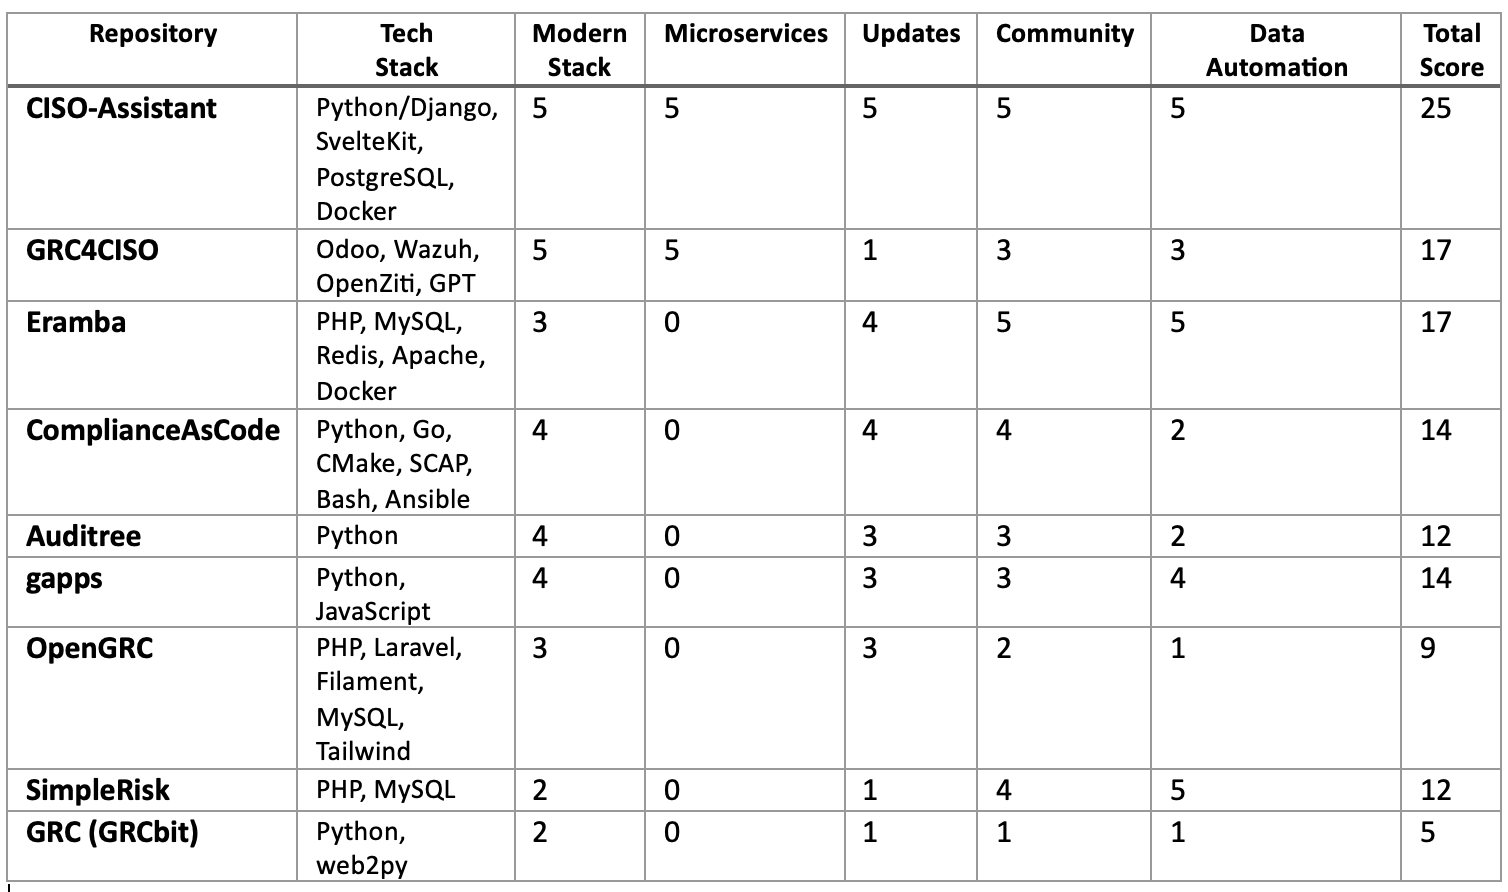 Repository Tech Stack Modern Stack Microservices Updates Community Data Automation Total Score
CISO-Assistant Python/Django, 5 5 5 5 5 25
SvelteKit,
PostgreSQL,
Docker
GRC4CISO Odoo, Wazuh, 5 5 1 3 3 17
OpenZiti, GPT
Eramba PHP, MySQL, 3 0 4 5 5 17
Redis, Apache,
Docker
ComplianceAsCode Python, Go, 4 0 4 4 2 14
CMake, SCAP,
Bash, Ansible
Auditree Python 4 0 3 3 2 12
gapps Python, 4 0 3 3 4 14
JavaScript
OpenGRC PHP, Laravel, 3 0 3 2 1 9
Filament,
MySQL,
Tailwind
SimpleRisk PHP, MySQL 2 0 1 4 5 12
GRC (GRCbit) Python, 2 0 1 1 1 5
web2py